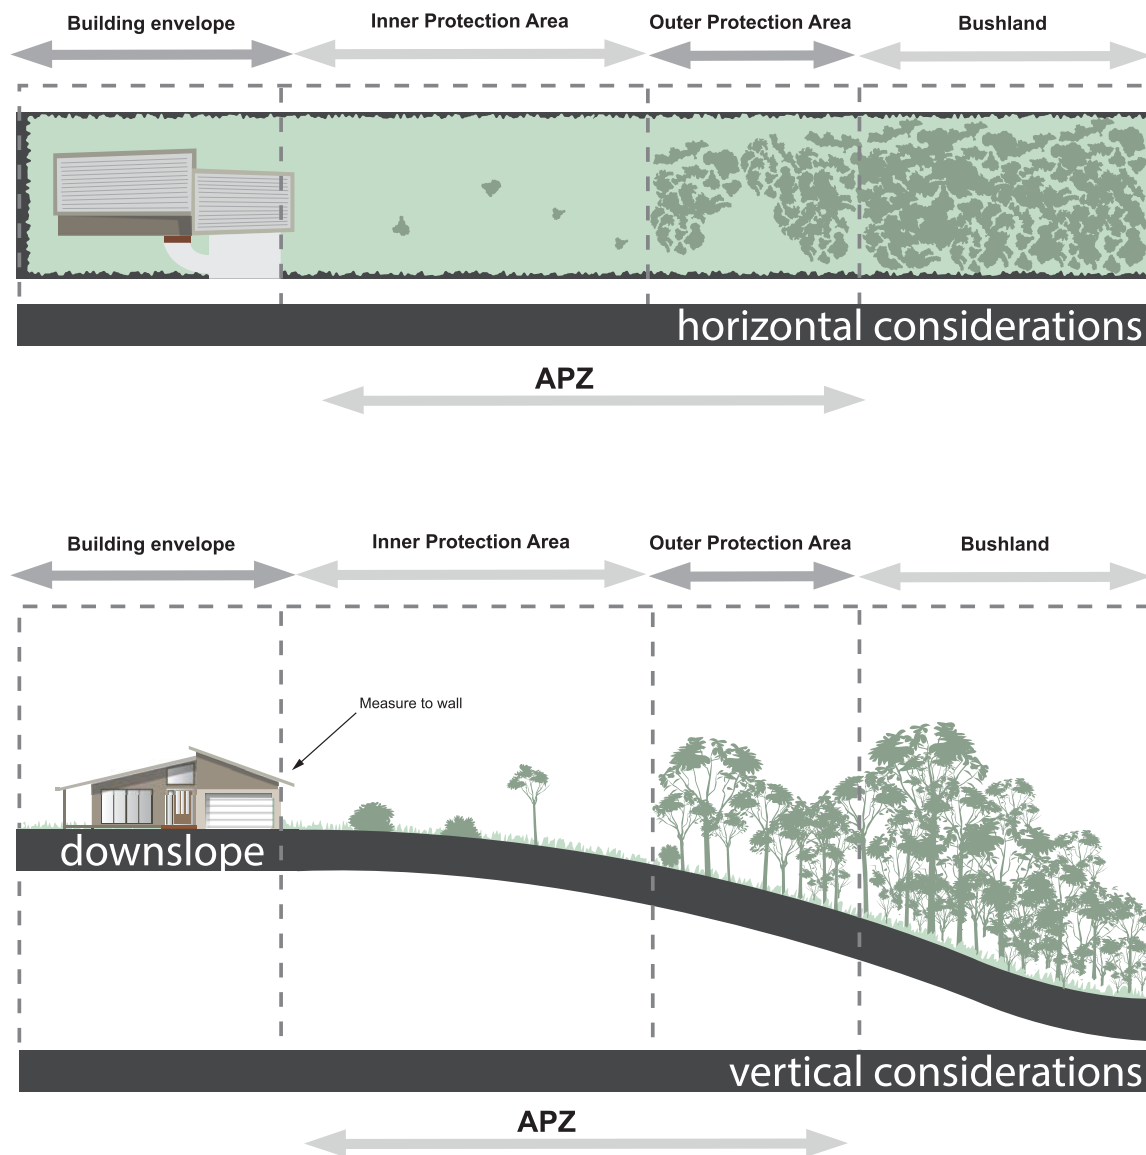 Building envelope
Inner Protection Area
Outer Protection Area
Bushland
horizontal considerations
APZ
Building envelope
Inner Protection Area
Outer Protection Area
Bushland
Measure to wall
downslope
vertical considerations
APZ